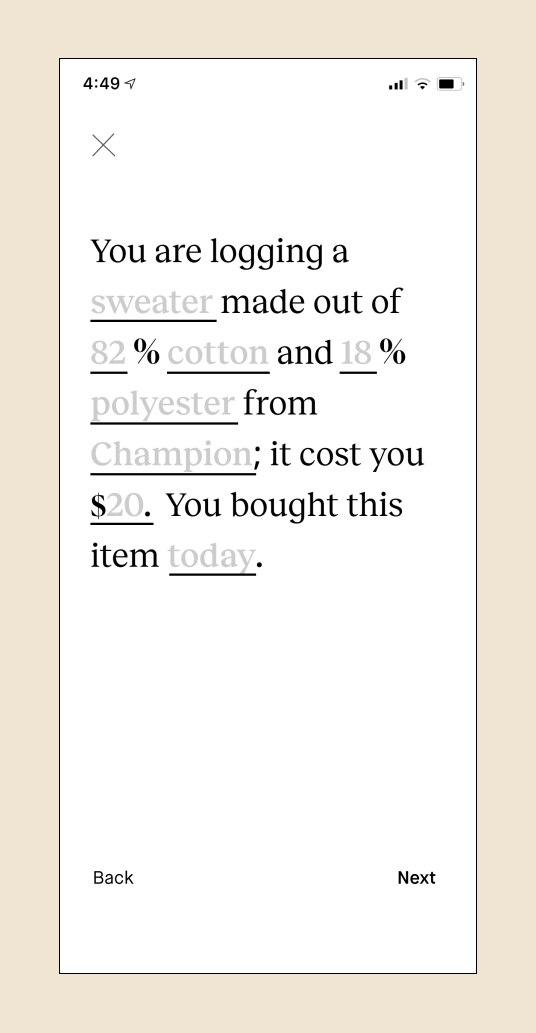 4:49
You are logging a
sweater made out of
82 % cotton and 18 %
polyester from
Champion; it cost you
$20. You bought this
item today.
Back Next